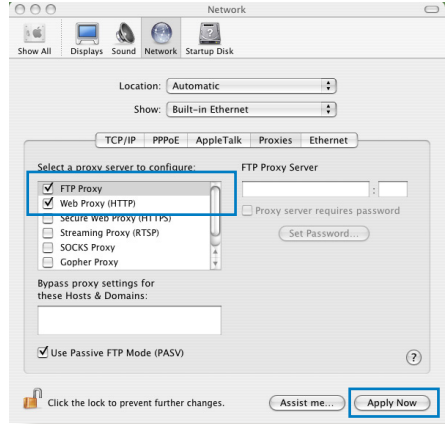 Network
Show All Displays Sound Network Startup Disk
Location: Automatic
Show: Built-in Ethernet
TCP/IP PPPoE AppleTalk Proxies Ethernet
Select a proxy server to configure: FTP Proxy Server
FTP Proxy
Web Proxy (HTTP) :
Secure Web Proxy (HTTPS) Proxy server requires password
Streaming Proxy (RTSP) Set Password...
SOCKS Proxy
Gopher Proxy
Bypass proxy settings for
these Hosts & Domains:
Use Passive FTP Mode (PASV) ?
Click the lock to prevent further changes. Assist me... Apply Now